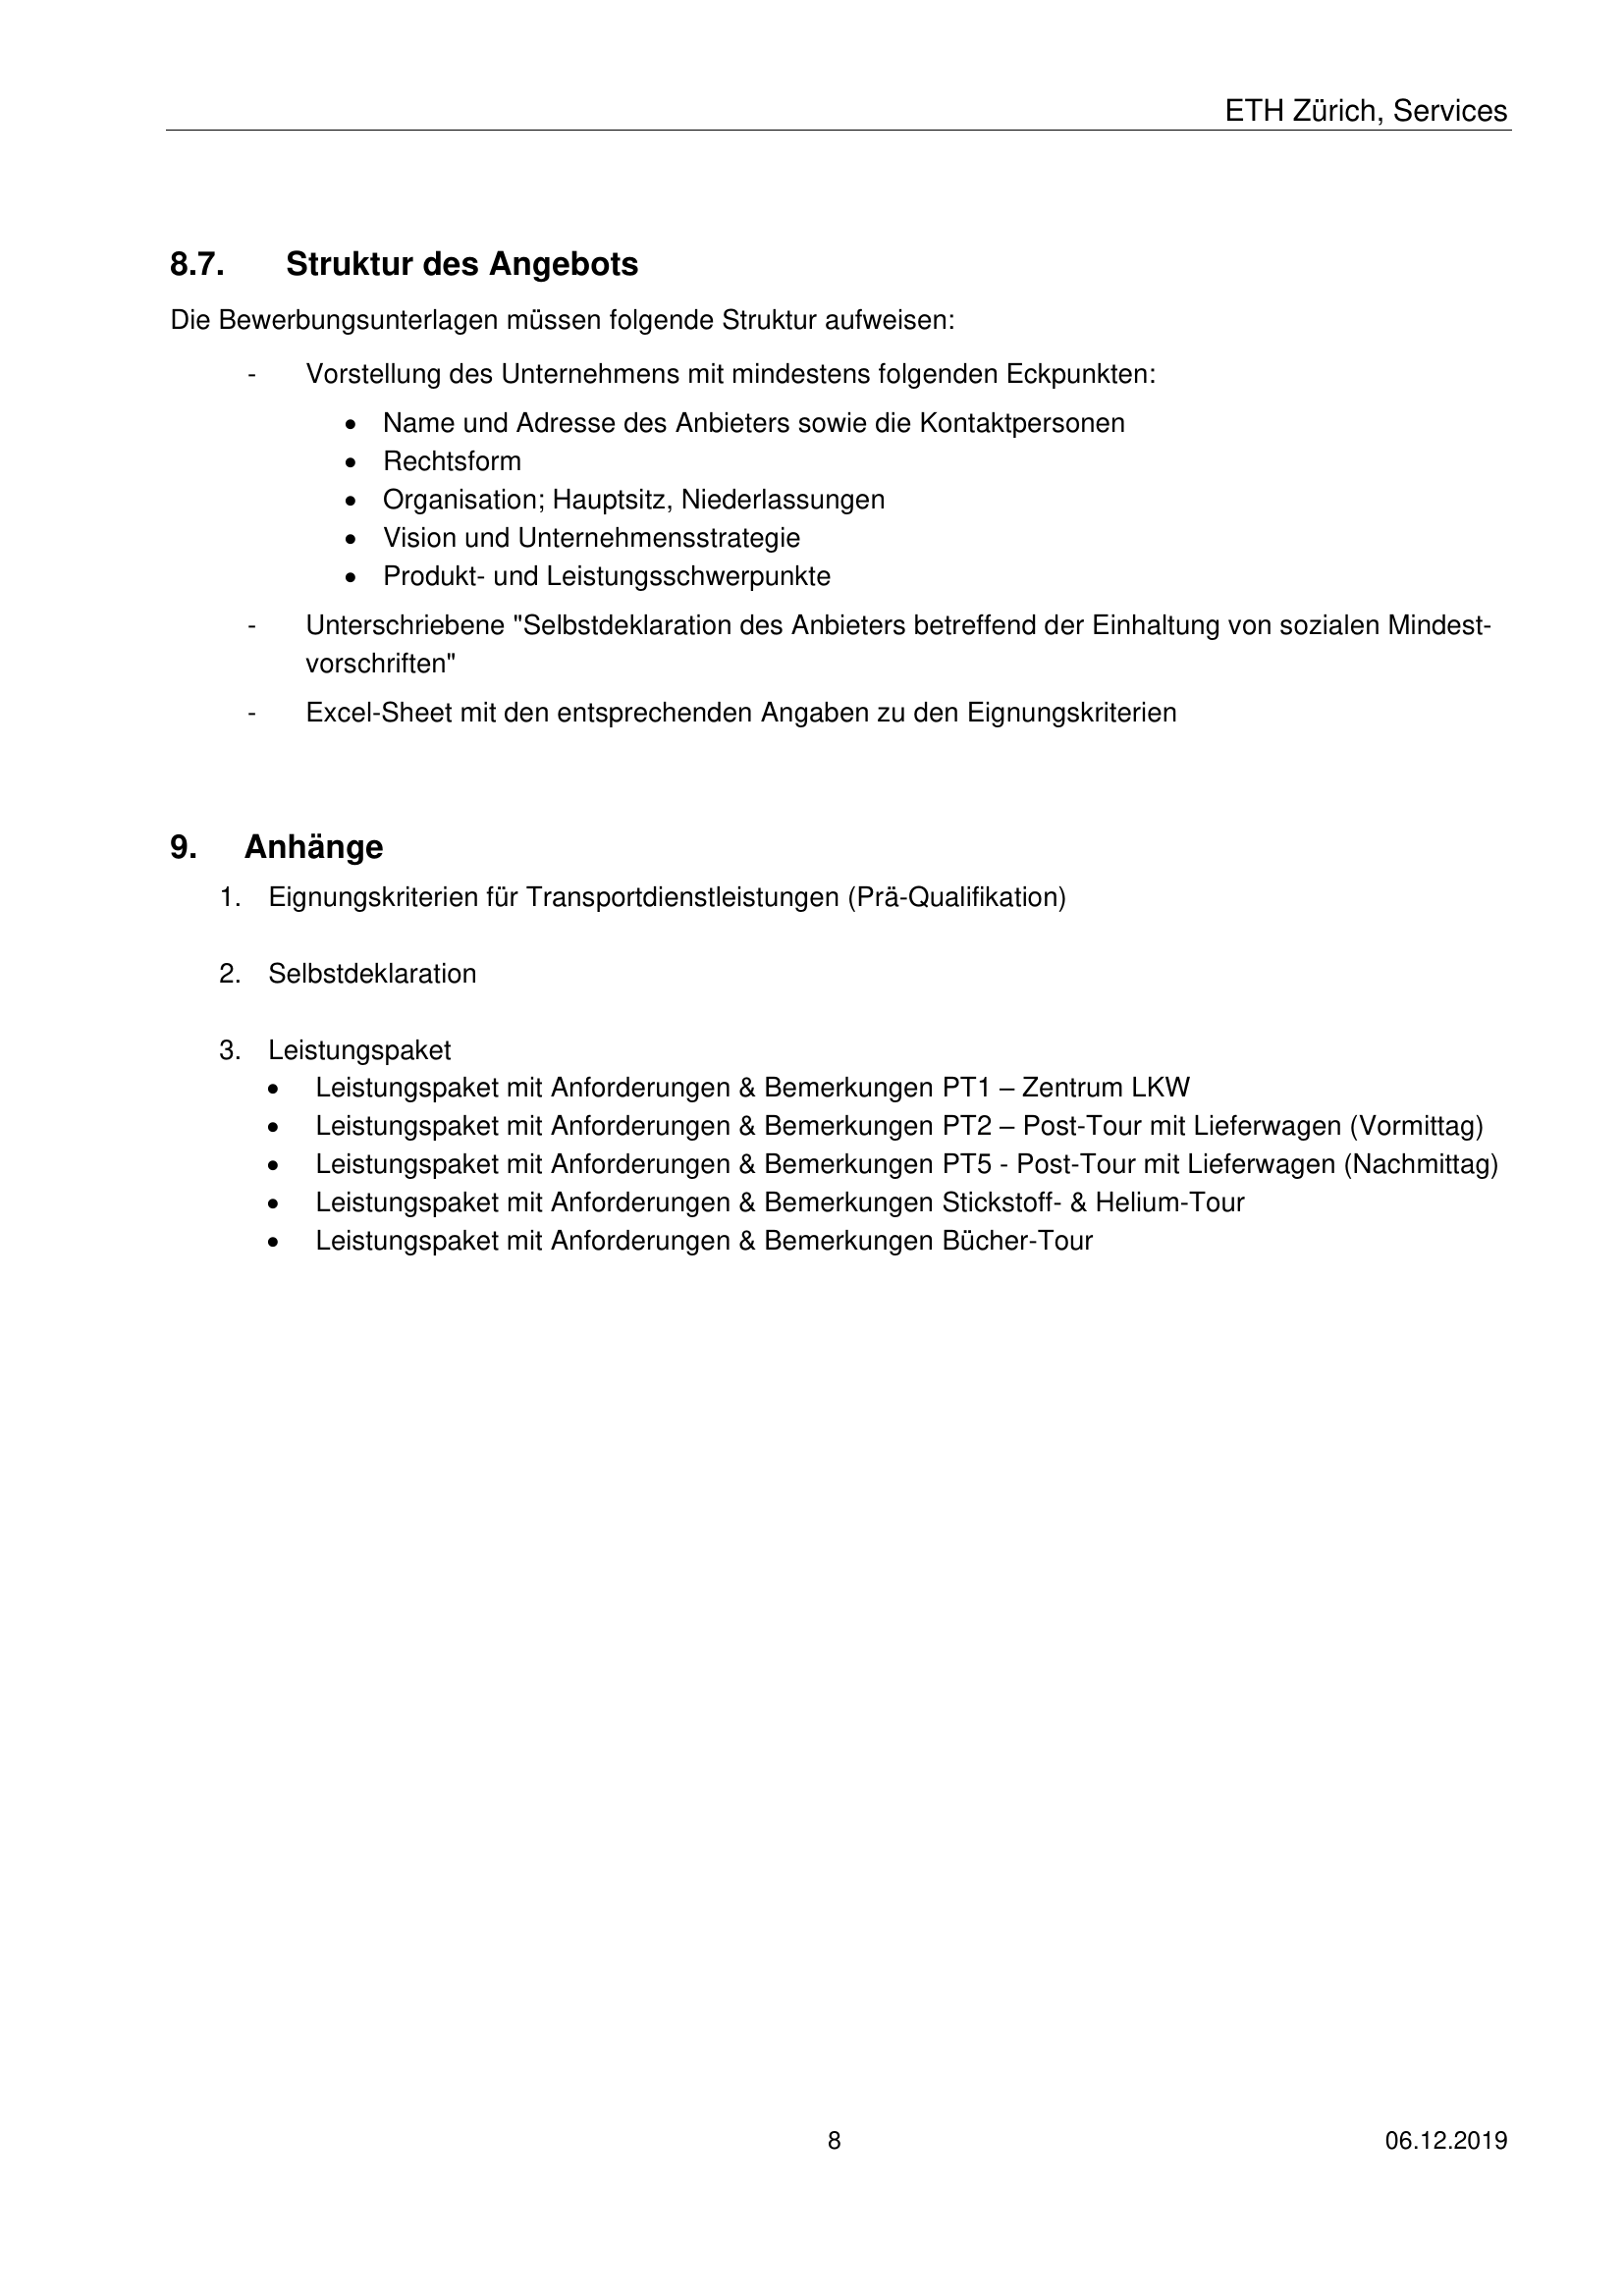 ETH Zürich, Services
8.7. Struktur des Angebots
Die Bewerbungsunterlagen müssen folgende Struktur aufweisen:
- Vorstellung des Unternehmens mit mindestens folgenden Eckpunkten:
• Name und Adresse des Anbieters sowie die Kontaktpersonen
• Rechtsform
• Organisation; Hauptsitz, Niederlassungen
• Vision und Unternehmensstrategie
• Produkt- und Leistungsschwerpunkte
- Unterschriebene "Selbstdeklaration des Anbieters betreffend der Einhaltung von sozialen Mindest-
vorschriften"
- Excel-Sheet mit den entsprechenden Angaben zu den Eignungskriterien
9. Anhänge
1. Eignungskriterien für Transportdienstleistungen (Prä-Qualifikation)
2. Selbstdeklaration
3. Leistungspaket
• Leistungspaket mit Anforderungen & Bemerkungen PT1 – Zentrum LKW
• Leistungspaket mit Anforderungen & Bemerkungen PT2 – Post-Tour mit Lieferwagen (Vormittag)
• Leistungspaket mit Anforderungen & Bemerkungen PT5 - Post-Tour mit Lieferwagen (Nachmittag)
• Leistungspaket mit Anforderungen & Bemerkungen Stickstoff- & Helium-Tour
• Leistungspaket mit Anforderungen & Bemerkungen Bücher-Tour
8 06.12.2019